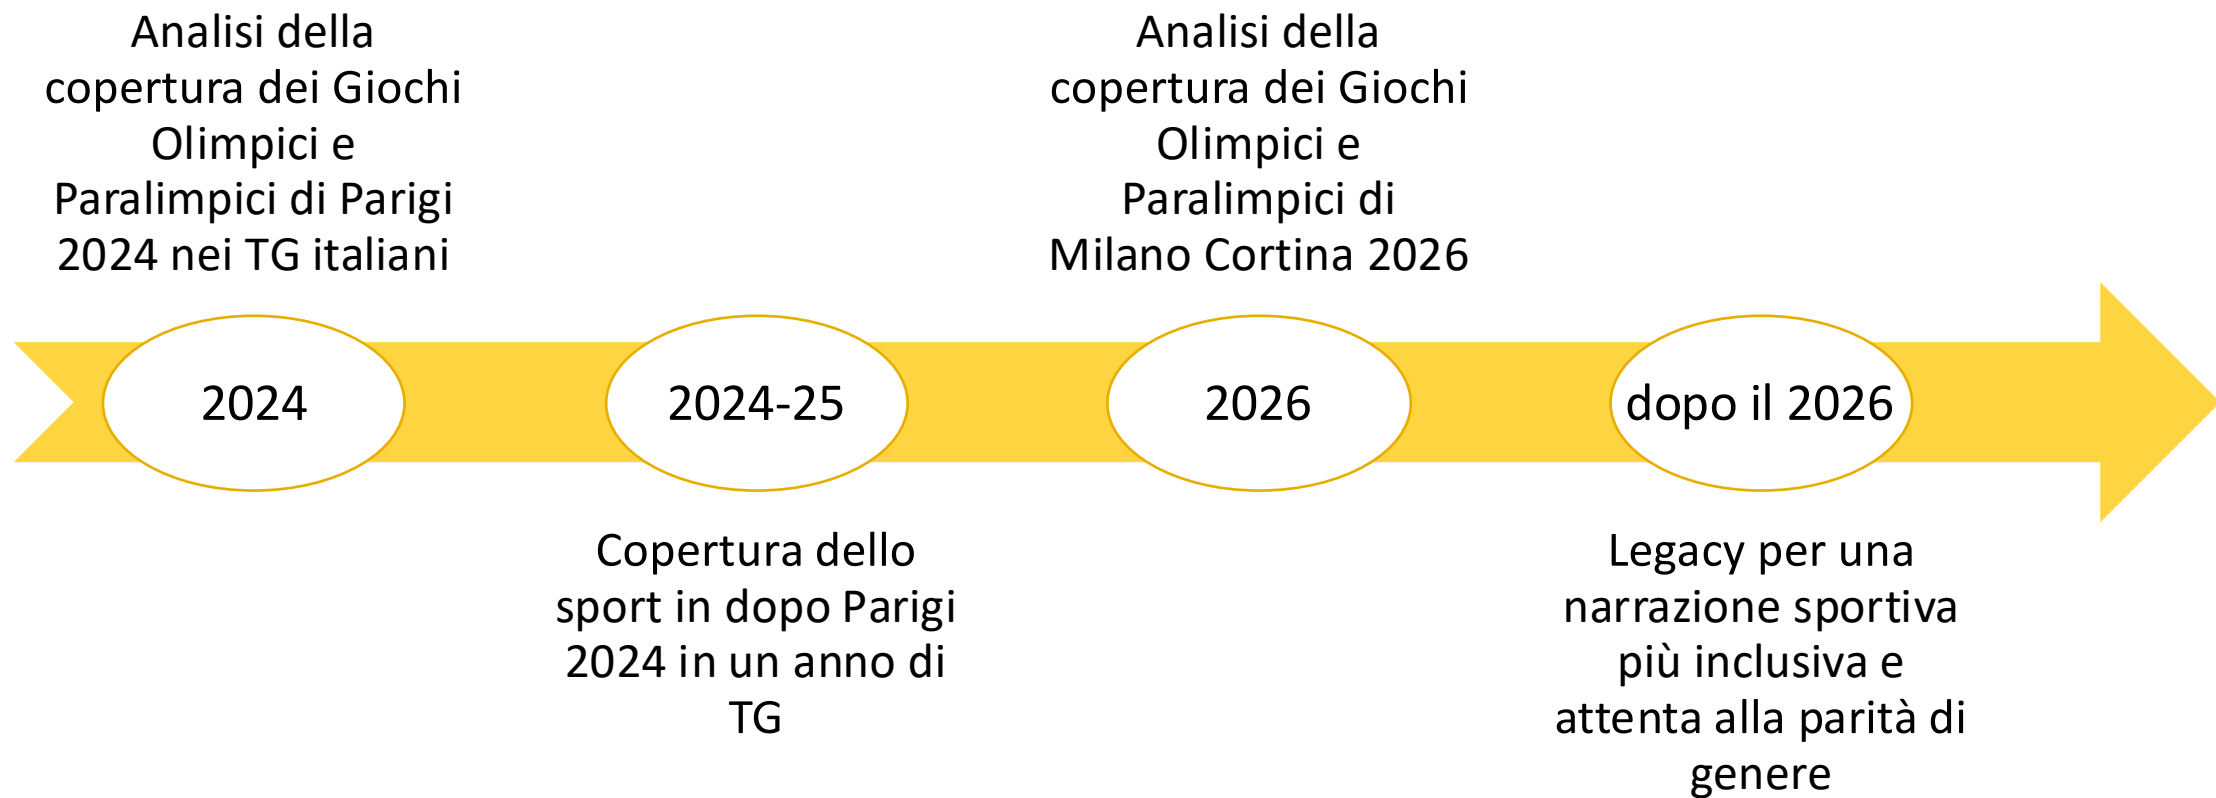 Analisi della
copertura dei Giochi
Olimpici e
Paralimpici di Parigi
2024 nei TG italiani
2024
Copertura dello
sport in dopo Parigi
2024 in un anno di
TG
2024-25
Analisi della
copertura dei Giochi
Olimpici e
Paralimpici di
Milano Cortina 2026
2026
dopo il 2026
Legacy per una
narrazione sportiva
più inclusiva e
attenta alla parità di
genere